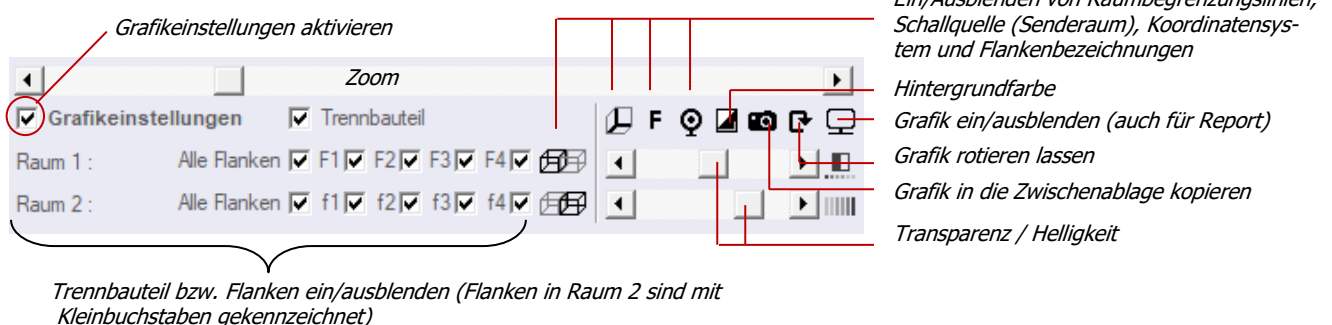 Ein/Ausblenden von Raumbegrenzungslinien,
Schallquelle (Senderaum), Koordinatensys-
tem und Flankenbezeichnungen
Grafikeinstellungen aktivieren
Zoom
Hintergrundfarbe
Grafikeinstellungen Trennbauteil F
Grafik ein/ausblenden (auch für Report)
Raum 1 : Alle Flanken F1 F2 F3 F4
Grafik rotieren lassen
Grafik in die Zwischenablage kopieren
Raum 2 : Alle Flanken f1 f2 f3 f4
Transparenz / Helligkeit
Trennbauteil bzw. Flanken ein/ausblenden (Flanken in Raum 2 sind mit
Kleinbuchstaben gekennzeichnet)